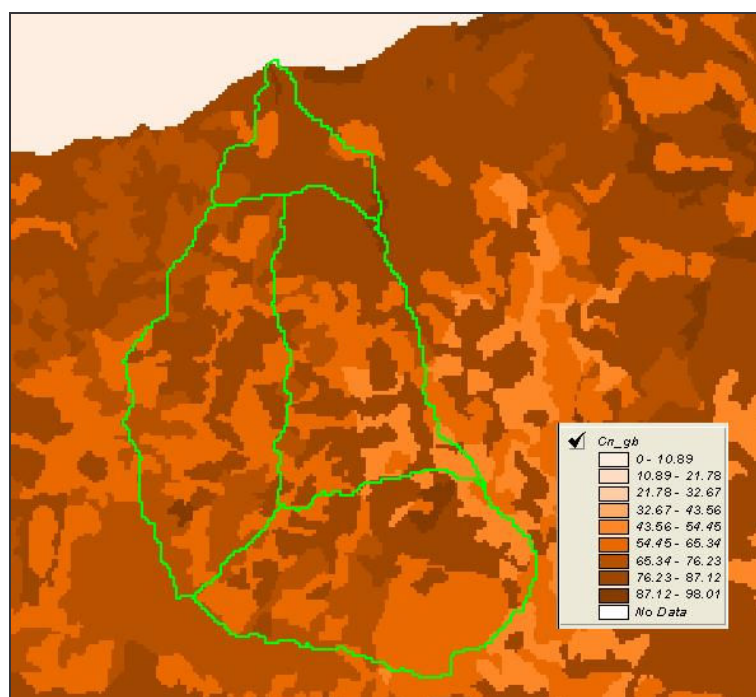 Cn_gb
0 - 10.89
10.89 - 21.78
21.78 - 32.67
32.67 - 43.56
43.56 - 54.45
54.45 - 65.34
65.34 - 76.23
76.23 - 87.12
87.12 - 98.01
No Data